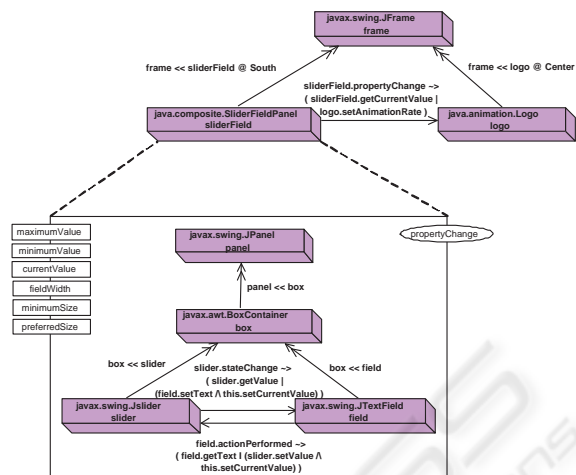 javax.swing.JFrame
frame
frame << sliderField @ South
frame << logo @ Center
sliderField.propertyChange ~>
( sliderField.getCurrentValue |
logo.setAnimationRate )
java.composite.SliderFieldPanel
sliderField
java.animation.Logo
logo
maximumValue
minimumValue
currentValue
fieldWidth
minimumSize
preferredSize
propertyChange
javax.swing.JPanel
panel
panel << box
javax.awt.BoxContainer
box
box << slider
slider.stateChange ~>
( slider.getValue |
(field.setText /\ this.setCurrentValue) )
box << field
javax.swing.Jslider
slider
javax.swing.JTextField
field
field.actionPerformed ~>
( field.getText I (slider.setValue /\
this.setCurrentValue) )